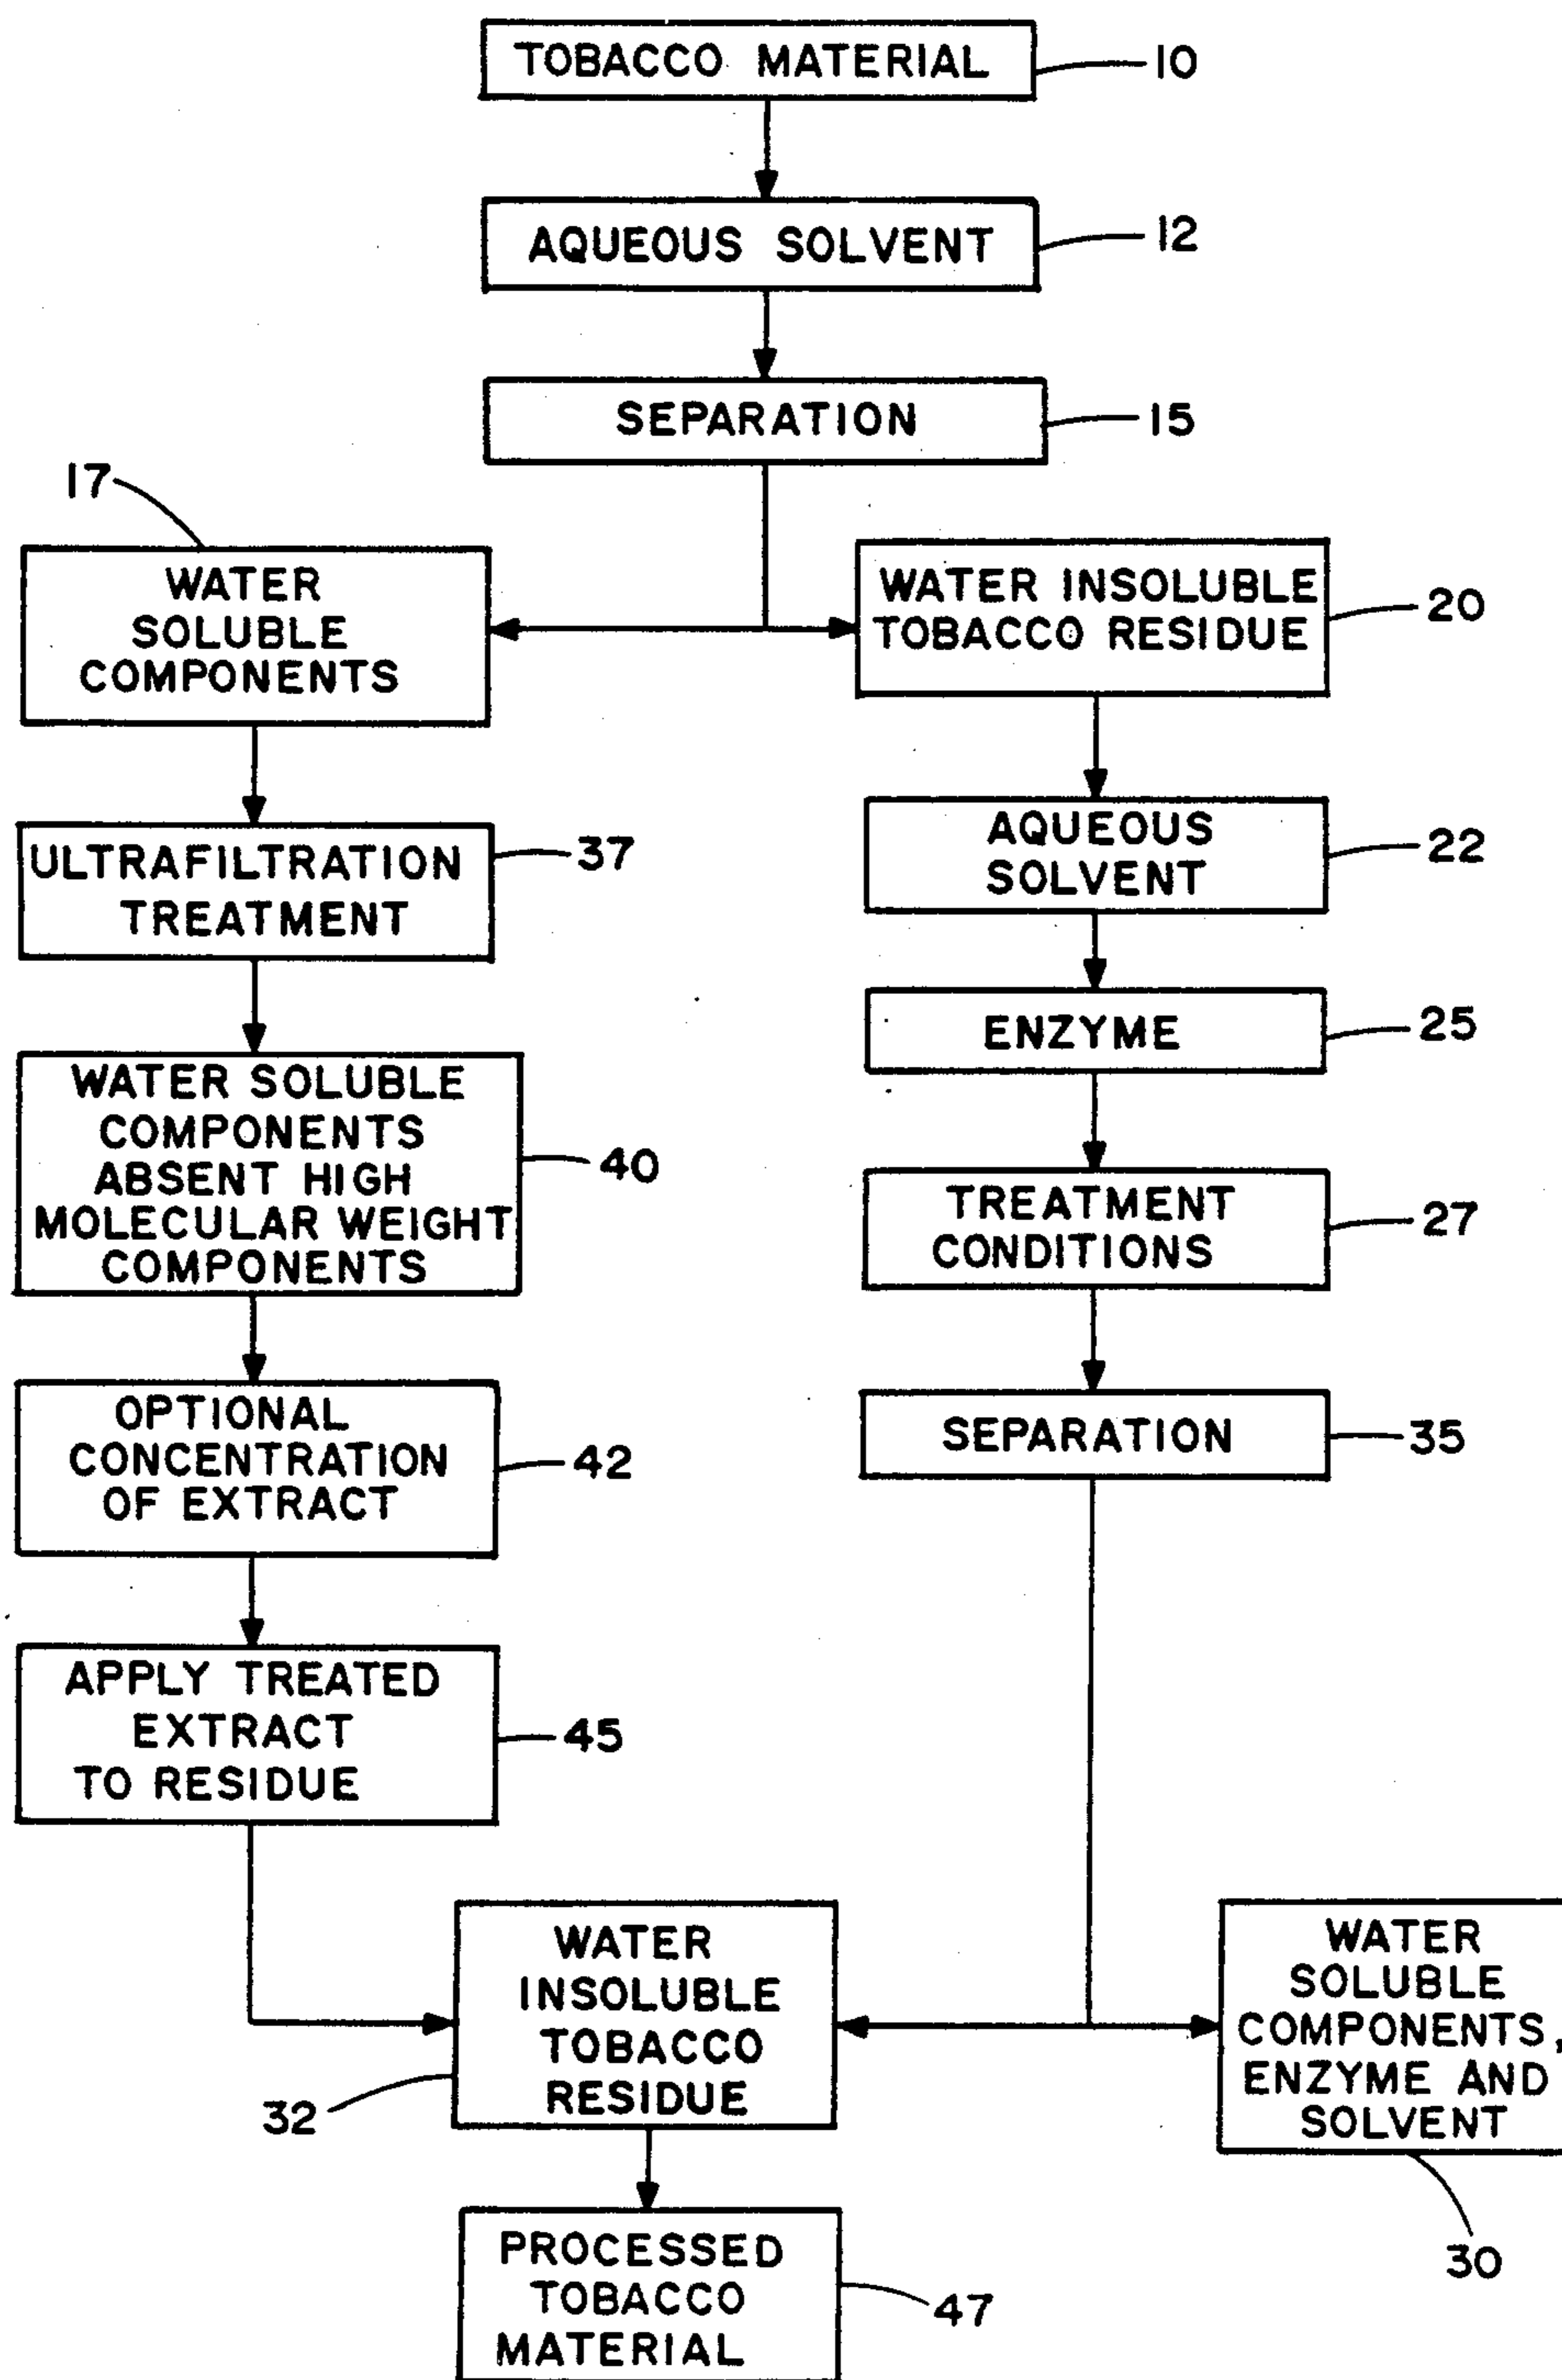 TOBACCO MATERIAL
10
AQUEOUS SOLVENT
12
SEPARATION
15
17
WATER
SOLUBLE
COMPONENTS
WATER INSOLUBLE
TOBACCO RESIDUE
20
ULTRAFILTRATION
TREATMENT
37
AQUEOUS
SOLVENT
22
ENZYME
25
WATER SOLUBLE
COMPONENTS
ABSENT HIGH
MOLECULAR WEIGHT
COMPONENTS
40
TREATMENT
CONDITIONS
27
OPTIONAL
CONCENTRATION
OF EXTRACT
42
SEPARATION
35
APPLY TREATED
EXTRACT
TO RESIDUE
45
WATER
INSOLUBLE
TOBACCO
RESIDUE
32
WATER
SOLUBLE
COMPONENTS,
ENZYME AND
SOLVENT
30
PROCESSED
TOBACCO
MATERIAL
47